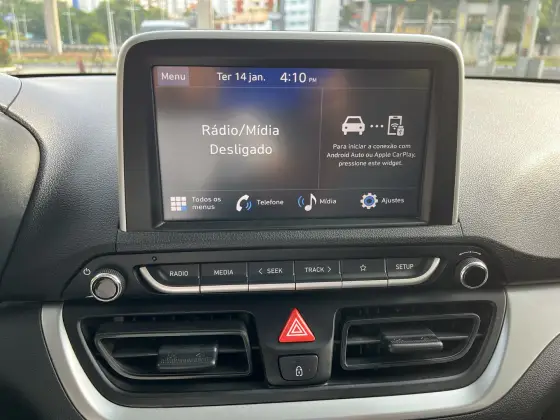 Menu
Ter 14 jan.
4:10 PM
Rádio/Mídia
Desligado
Para iniciar a conexão com
Android Auto ou Apple CarPlay,
pressione este widget.
Todos os
menus
Telefone
Mídia
Ajustes
RADIO
MEDIA
< SEEK
TRACK >
SETUP